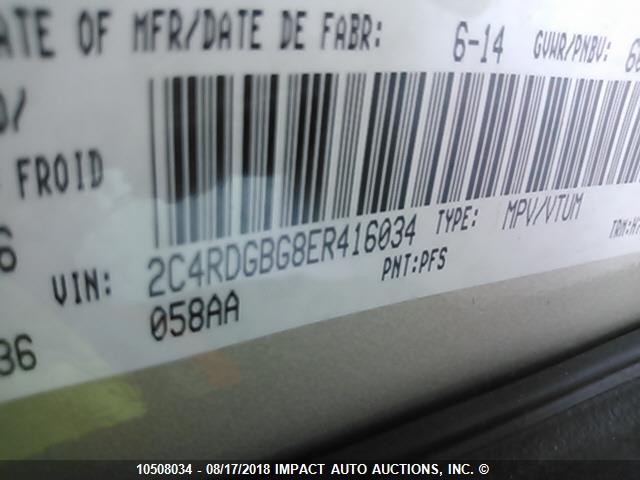 ATE OF MFR/DATE DE FABR: 6-14 GVWR/PNBV:
FROID
VIN: 2C4RDGBG8ER416034 TYPE: MPV/VTUM
PNT:PFS
36 058AA
10508034 - 08/17/2018 IMPACT AUTO AUCTIONS, INC. ©